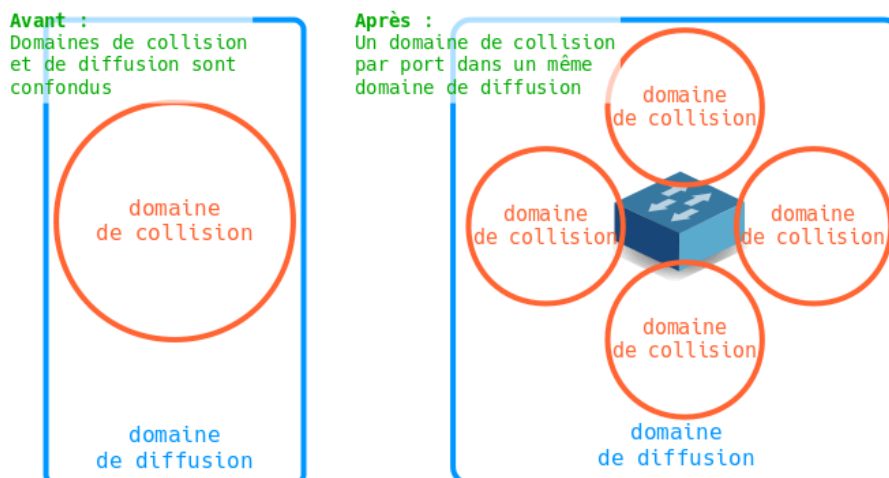 Avant :
Domaines de collision
et de diffusion sont
confondus
domaine
de collision
domaine
de diffusion
Après :
Un domaine de collision
par port dans un même
domaine de diffusion
domaine
de collision
domaine
de collision
domaine
de collision
domaine
de collision
domaine
de diffusion